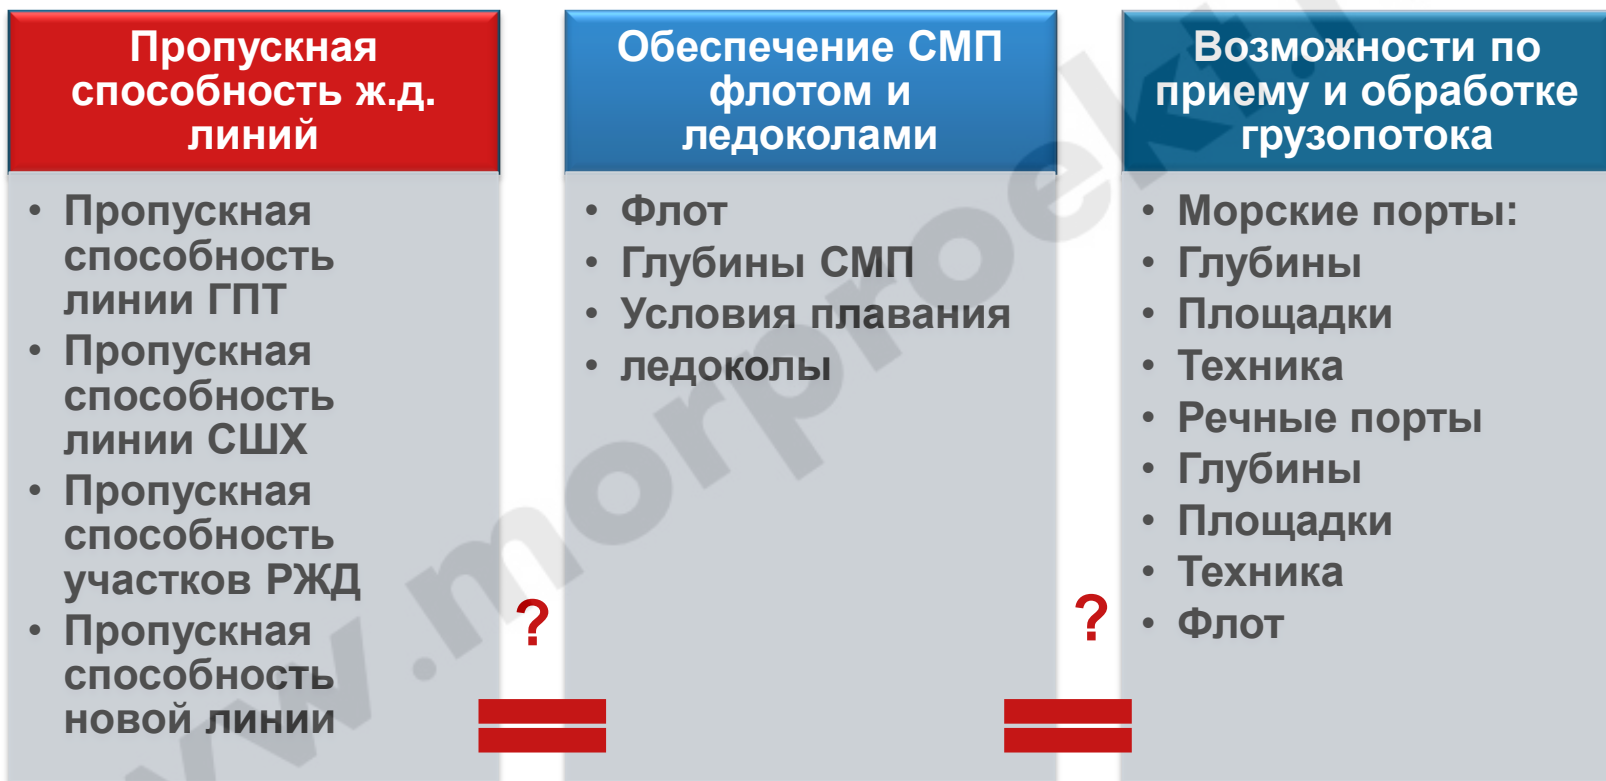 Пропускная
способность ж.д.
линий
• Пропускная
способность
линии ГПТ
• Пропускная
способность
линии СШХ
• Пропускная
способность
участков РЖД
• Пропускная
способность
новой линии
?
Обеспечение СМП
флотом и
ледоколами
• Флот
• Глубины СМП
• Условия плавания
• ледоколы
?
Возможности по
приему и обработке
грузопотока
• Морские порты:
• Глубины
• Площадки
• Техника
• Речные порты
• Глубины
• Площадки
• Техника
• Флот
www.morproekt.